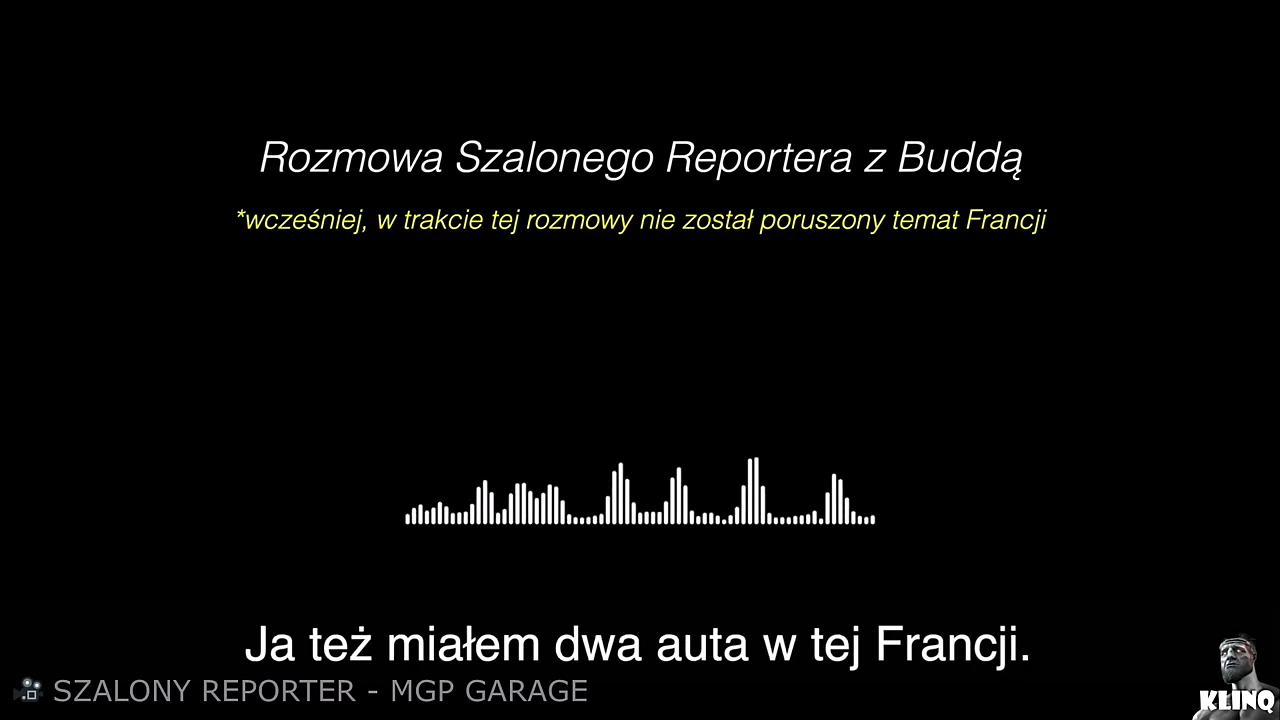 Rozmowa Szalonego Reportera z Buddą
*wcześniej, w trakcie tej rozmowy nie został poruszony temat Francji
Ja też miałem dwa auta w tej Francji.
SZALONY REPORTER - MGP GARAGE
KLINQ